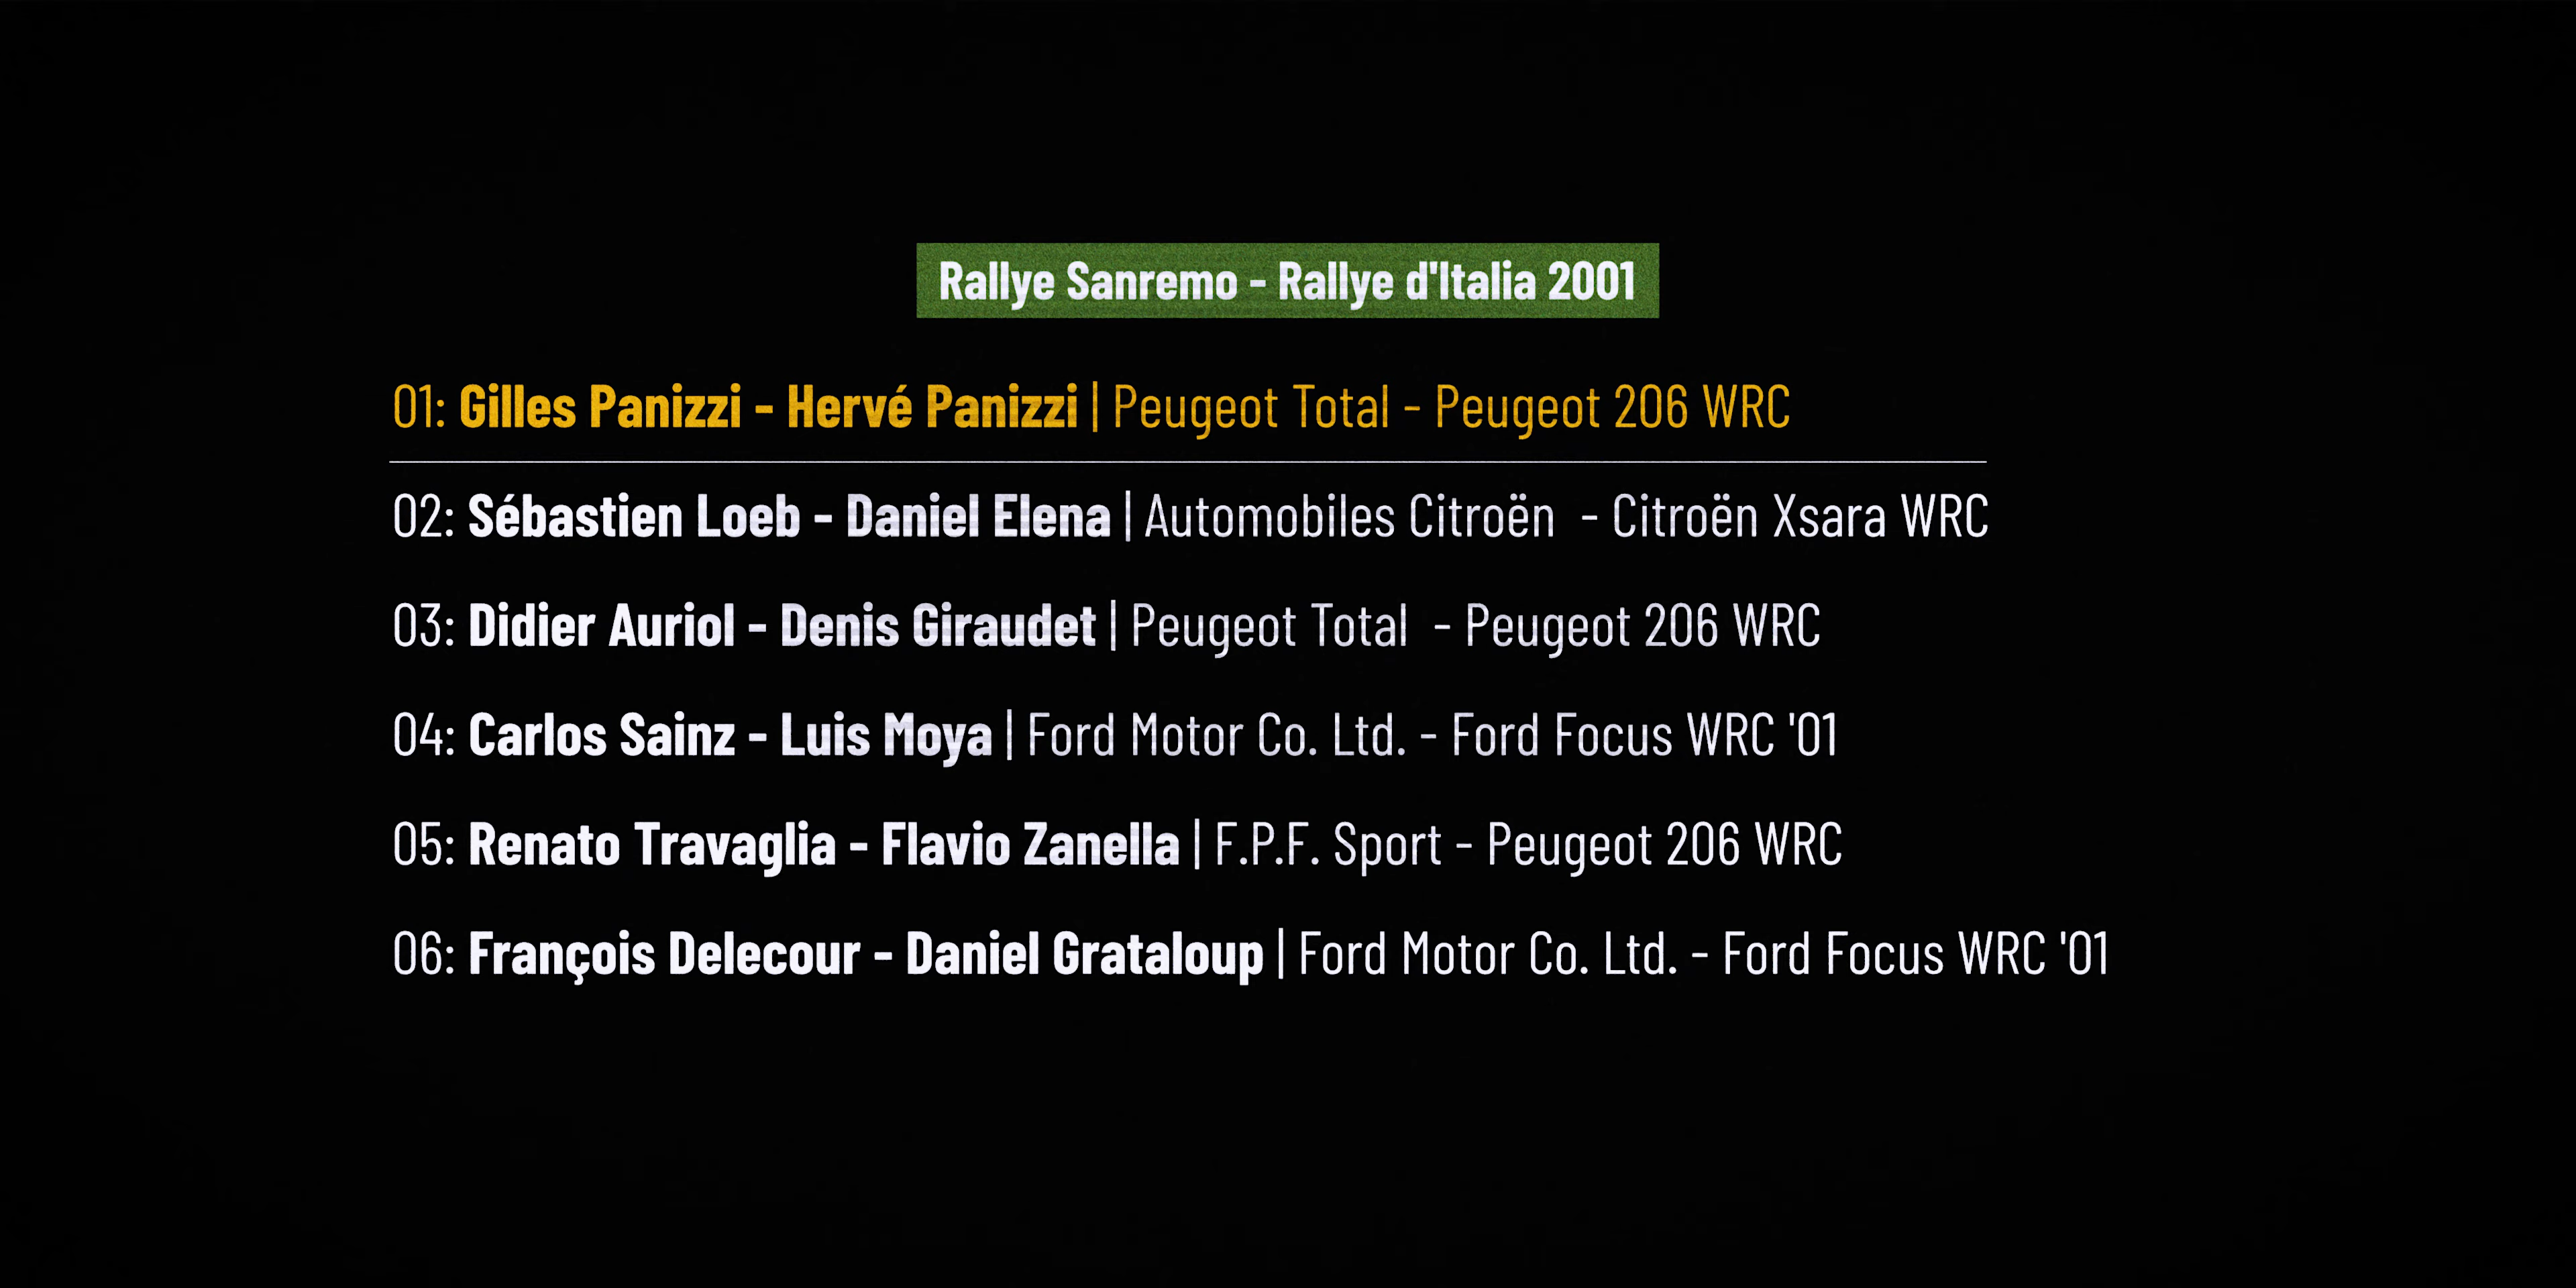 Rallye Sanremo - Rallye d'Italia 2001
01: Gilles Panizzi - Hervé Panizzi | Peugeot Total - Peugeot 206 WRC
02: Sébastien Loeb - Daniel Elena | Automobiles Citroën - Citroën Xsara WRC
03: Didier Auriol - Denis Giraudet | Peugeot Total - Peugeot 206 WRC
04: Carlos Sainz - Luis Moya | Ford Motor Co. Ltd. - Ford Focus WRC '01
05: Renato Travaglia - Flavio Zanella | F.P.F. Sport - Peugeot 206 WRC
06: François Delecour - Daniel Grataloup | Ford Motor Co. Ltd. - Ford Focus WRC '01